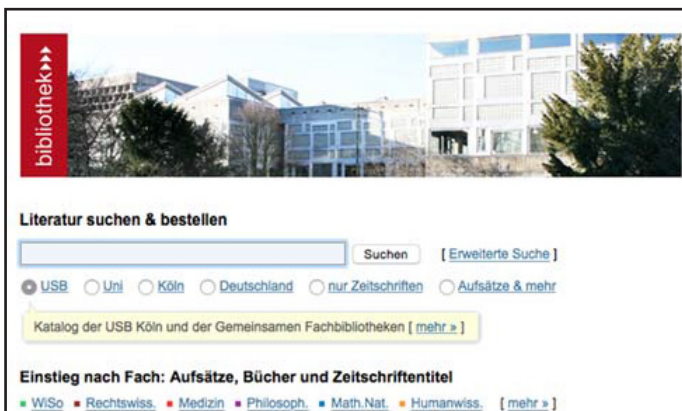 bibliothek
Literatur suchen & bestellen
Suchen [ Erweiterte Suche ]
USB Uni Köln Deutschland nur Zeitschriften Aufsätze & mehr
Katalog der USB Köln und der Gemeinsamen Fachbibliotheken [ mehr » ]
Einstieg nach Fach: Aufsätze, Bücher und Zeitschriftentitel
WiSo Rechtswiss. Medizin Philosoph. Math.Nat. Humanwiss. [ mehr » ]